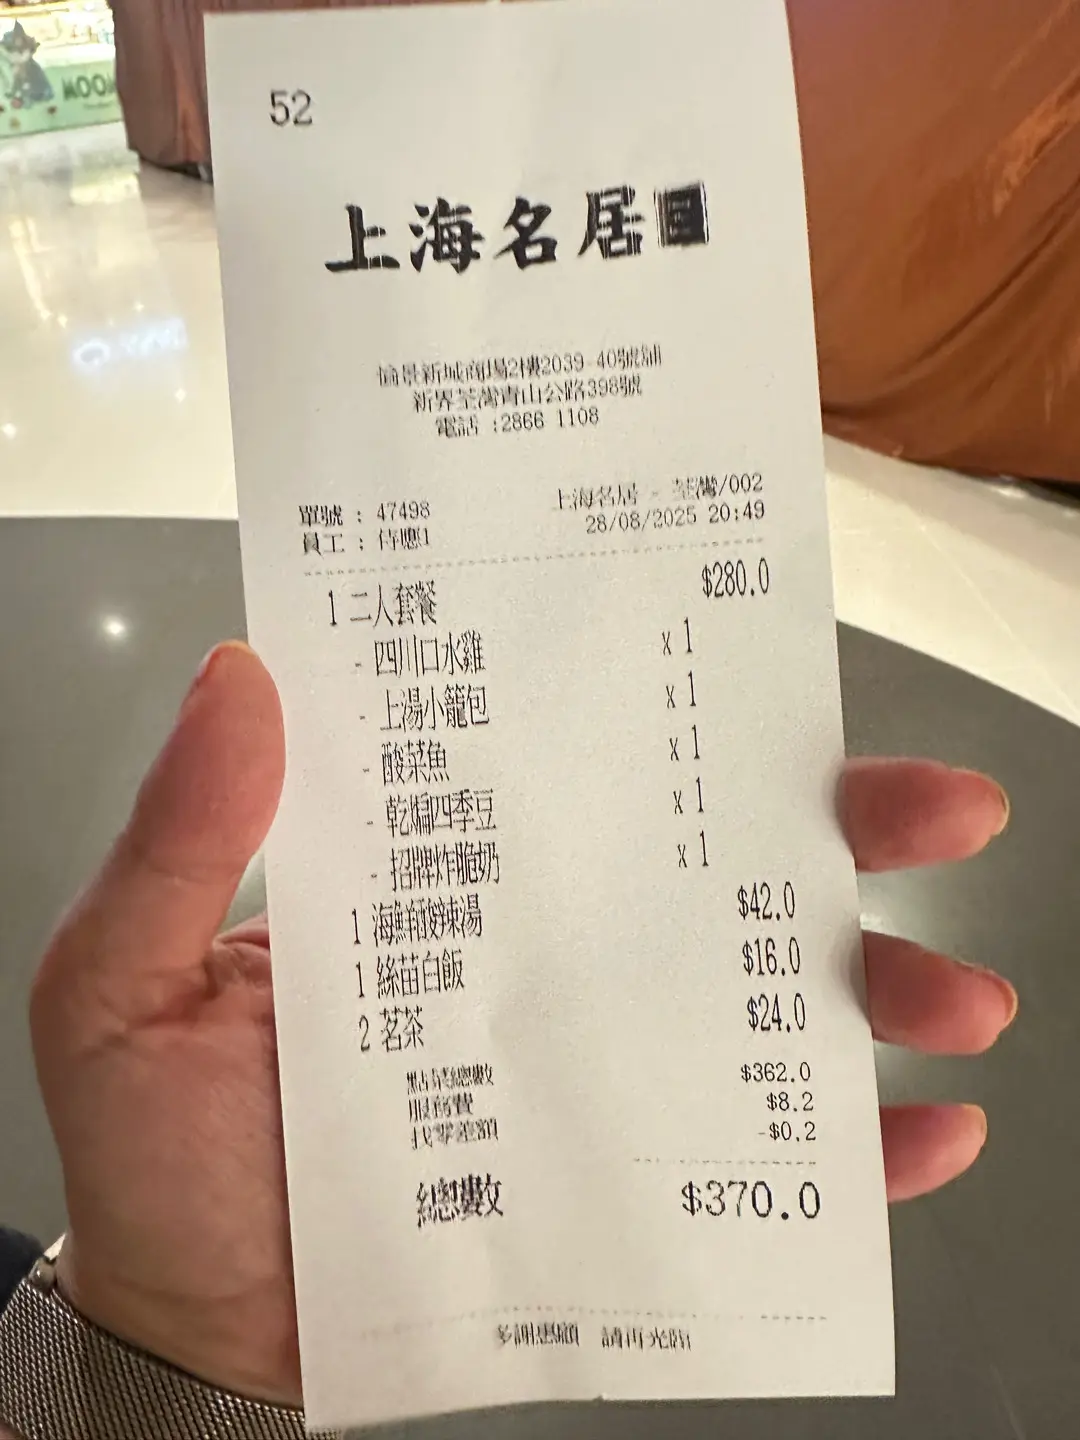 MOOM
52
上海名居
愉景新城商場2樓2039-40號舖
新界荃灣青山公路398號
電話 :2866 1108
單號 : 47498
上海名居 - 荃灣/002
員工 : 侍應1
28/08/2025 20:49
1 二人套餐 $280.0
- 四川口水雞 x 1
- 上湯小籠包 x 1
- 酸菜魚 x 1
- 乾煸四季豆 x 1
- 招牌炸脆奶 x 1
1 海鮮酸辣湯 $42.0
1 絲苗白飯 $16.0
2 茗茶 $24.0
點菜總數 $362.0
服務費 $8.2
找零差額 -$0.2
總數 $370.0
多謝惠顧 請再光臨